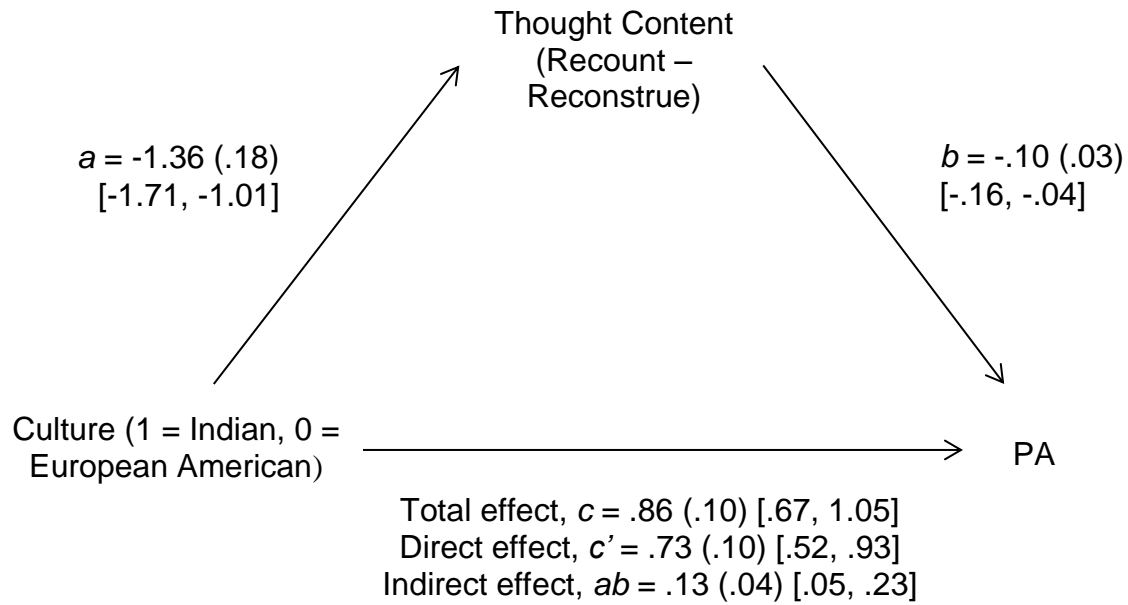 Thought Content
(Recount –
Reconstrue)
a = -1.36 (.18)
[-1.71, -1.01]
b = -.10 (.03)
[-.16, -.04]
Culture (1 = Indian, 0 =
European American)
PA
Total effect, c = .86 (.10) [.67, 1.05]
Direct effect, c’ = .73 (.10) [.52, .93]
Indirect effect, ab = .13 (.04) [.05, .23]